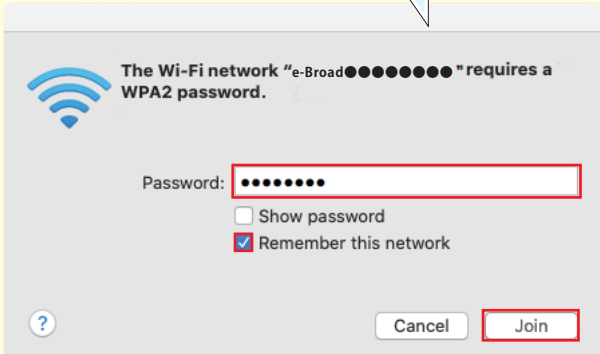 The Wi-Fi network “e-Broad●●●●●●●●" requires a
WPA2 password.
Password: ●●●●●●●●
Show password
Remember this network
? Cancel Join